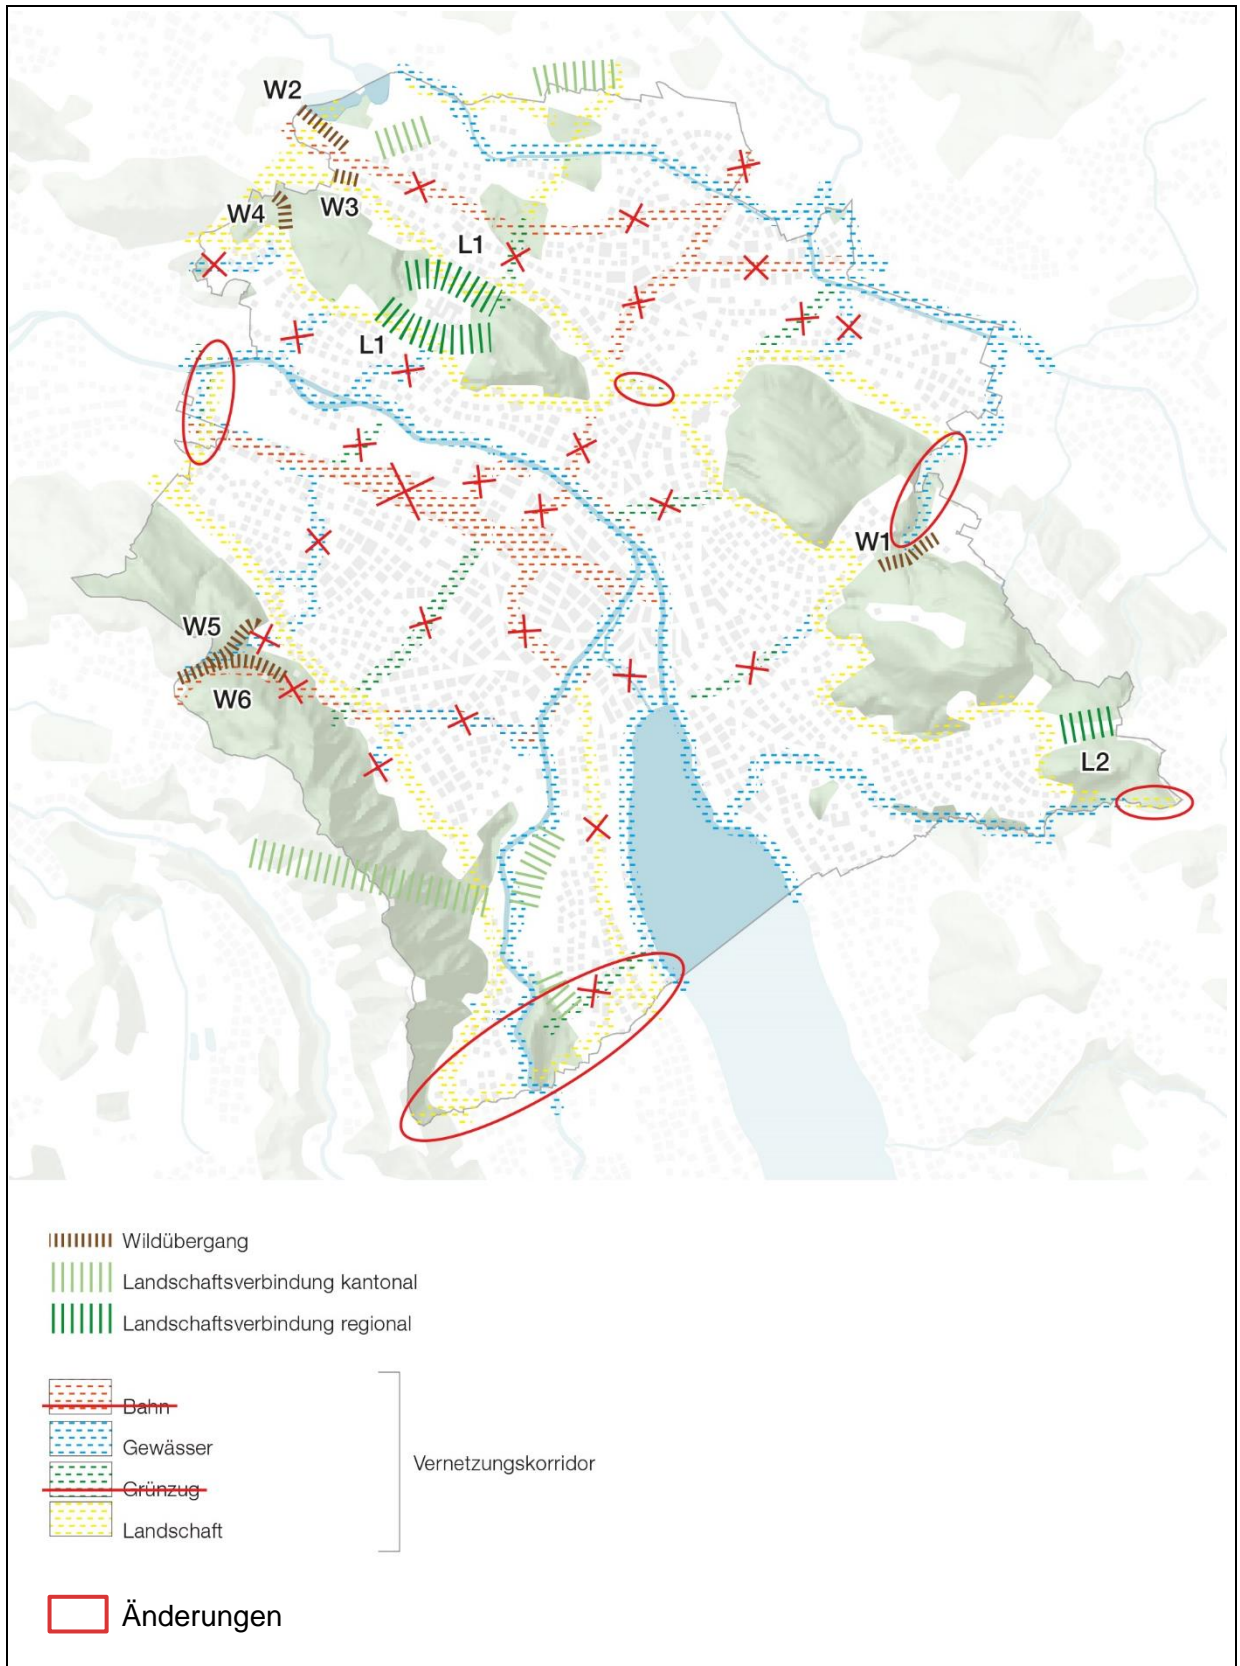 W2
W4
W3
L1
L1
W1
W5
W6
L2
Wildübergang
Landschaftsverbindung kantonal
Landschaftsverbindung regional
Bahn
Gewässer
Grünzug
Landschaft
Vernetzungskorridor
Änderungen